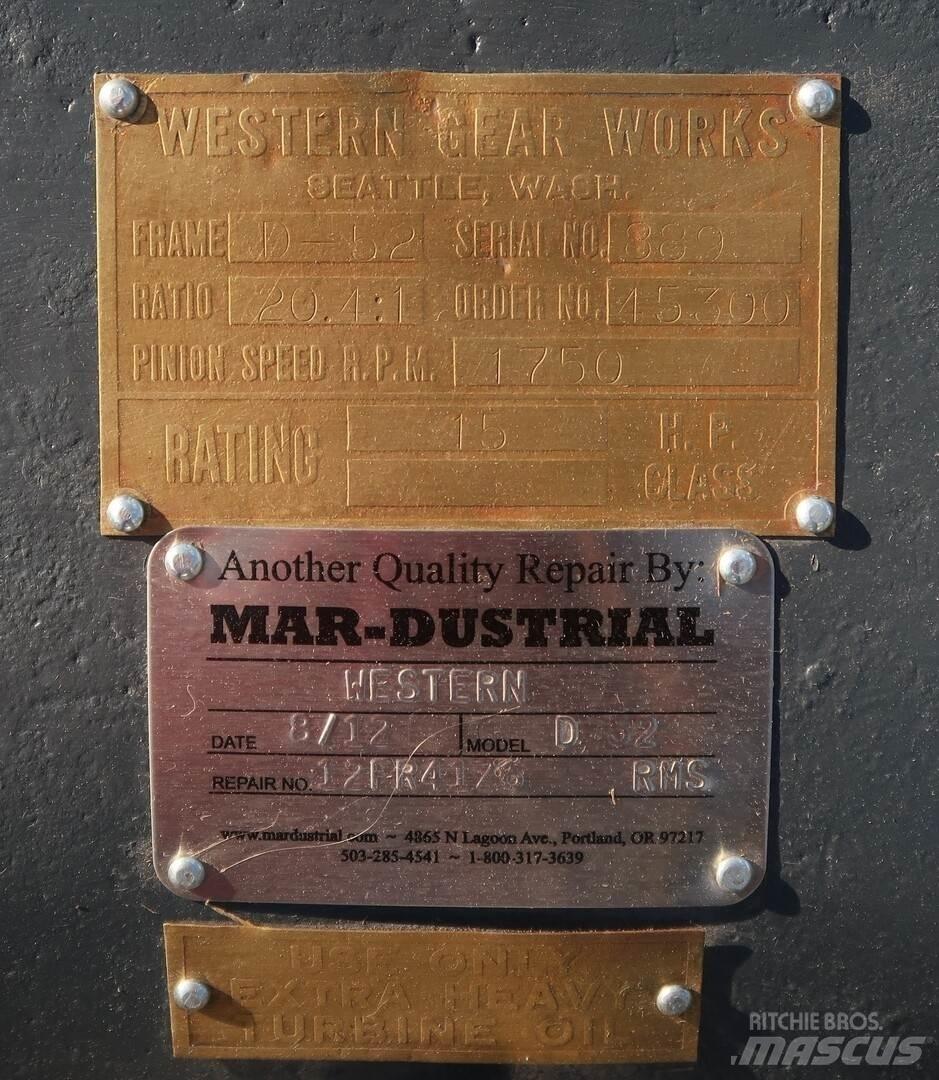 WESTERN GEAR WORKS
SEATTLE, WASH.
FRAME D-52 SERIAL NO. 889
RATIO 20.4:1 ORDER NO. 45300
PINION SPEED R.P.M. 1750
RATING 15 H. P.
CLASS
Another Quality Repair By:
MAR-DUSTRIAL
WESTERN
DATE 8/12 MODEL D 52
REPAIR NO. RMS
www.mardustrial.com ~ 4865 N Lagoon Ave., Portland, OR 97217
503-285-4541 ~ 1-800-317-3639
USE ONLY
EXTRA HEAVY
TURBINE OIL
RITCHIE BROS.
MASCUS